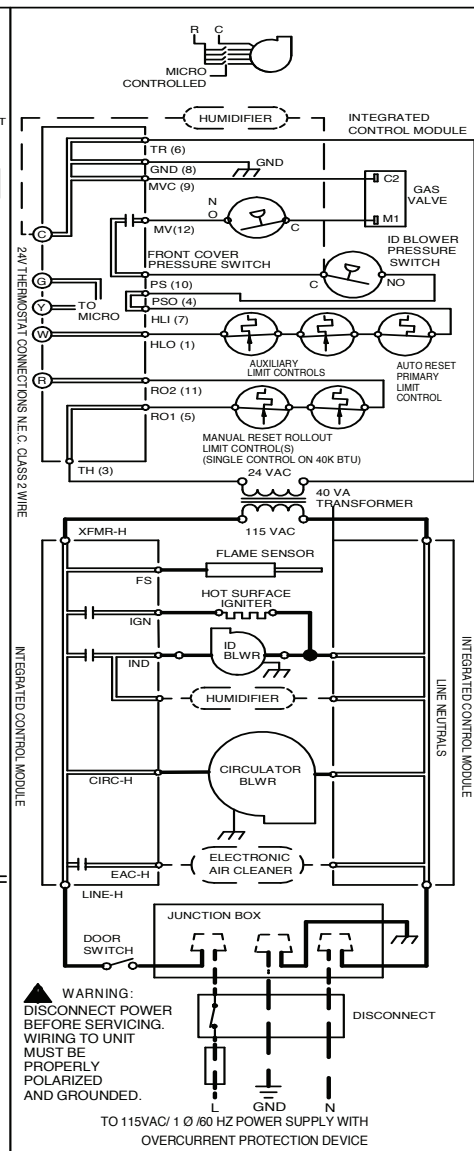 R C
MICRO
CONTROLLED
HUMIDIFIER
INTEGRATED
CONTROL MODULE
T
TR (6)
GND (8)
GND
MVC (9)
C2
GAS
VALVE
M1
N
O
C
MV(12)
ID BLOWER
PRESSURE
SWITCH
FRONT COVER
PRESSURE SWITCH
C
NO
C
G
Y
W
R
TO
MICRO
24V THERMOSTAT CONNECTIONS N.E.C. CLASS 2 WIRE
PS (10)
PSO (4)
HLI (7)
HLO (1)
AUXILIARY
LIMIT CONTROLS
AUTO RESET
PRIMARY
LIMIT
CONTROL
RO2 (11)
RO1 (5)
MANUAL RESET ROLLOUT
LIMIT CONTROL(S)
(SINGLE CONTROL ON 40K BTU)
TH (3)
24 VAC
40 VA
TRANSFORMER
115 VAC
XFMR-H
FLAME SENSOR
FS
HOT SURFACE
IGNITER
IGN
ID
BLWR
IND
HUMIDIFIER
INTEGRATED CONTROL MODULE
LINE NEUTRALS
INTEGRATED CONTROL MODULE
CIRC-H
CIRCULATOR
BLWR
EAC-H
ELECTRONIC
AIR CLEANER
LINE-H
JUNCTION BOX
DOOR
SWITCH
WARNING:
DISCONNECT POWER
BEFORE SERVICING.
WIRING TO UNIT
MUST BE
PROPERLY
POLARIZED
AND GROUNDED.
DISCONNECT
L
GND
N
TO 115VAC/ 1 Ø /60 HZ POWER SUPPLY WITH
OVERCURRENT PROTECTION DEVICE